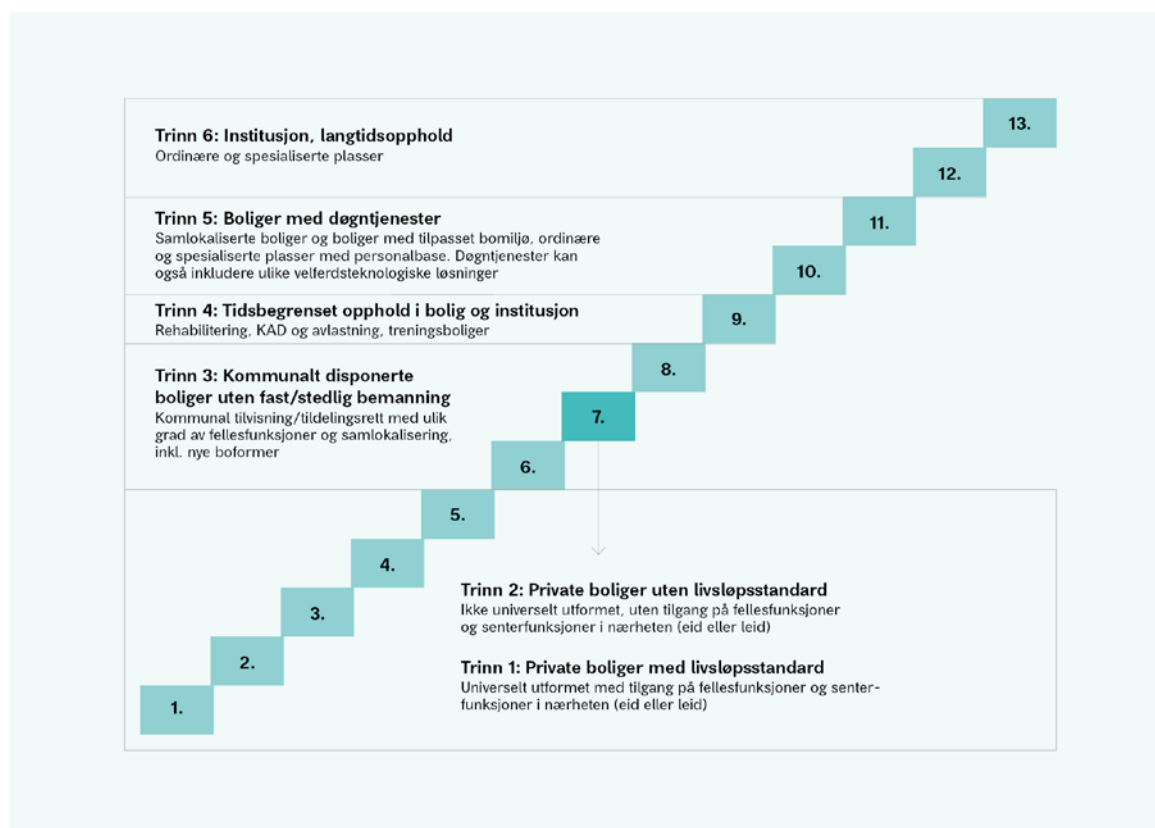 13.
Trinn 6: Institusjon, langtidsopphold
Ordinære og spesialiserte plasser
12.
Trinn 5: Boliger med døgntjenester
Samlokaliserte boliger og boliger med tilpasset bomiljø, ordinære
og spesialiserte plasser med personalbase. Døgntjenester kan
også inkludere ulike velferdsteknologiske løsninger
11.
10.
Trinn 4: Tidsbegrenset opphold i bolig og institusjon
Rehabilitering, KAD og avlastning, treningsboliger
9.
Trinn 3: Kommunalt disponerte
boliger uten fast/stedlig bemanning
Kommunal tilvisning/tildelingsrett med ulik
grad av fellesfunksjoner og samlokalisering,
inkl. nye boformer
8.
7.
6.
5.
4.
3.
2.
1.
Trinn 2: Private boliger uten livsløpsstandard
Ikke universelt utformet, uten tilgang på fellesfunksjoner
og senterfunksjoner i nærheten (eid eller leid)
Trinn 1: Private boliger med livsløpsstandard
Universelt utformet med tilgang på fellesfunksjoner og senter-
funksjoner i nærheten (eid eller leid)